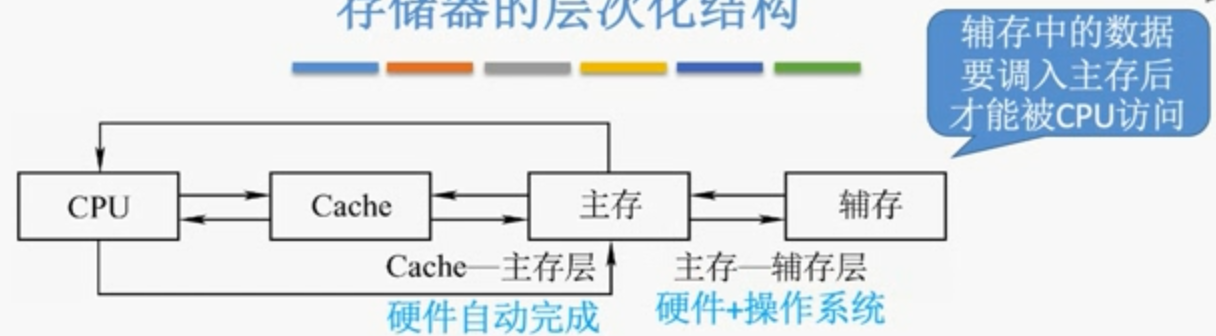 存储器的层次化结构
辅存中的数据
要调入主存后
才能被CPU访问
CPU
Cache
主存
辅存
Cache—主存层
主存—辅存层
硬件自动完成
硬件+操作系统